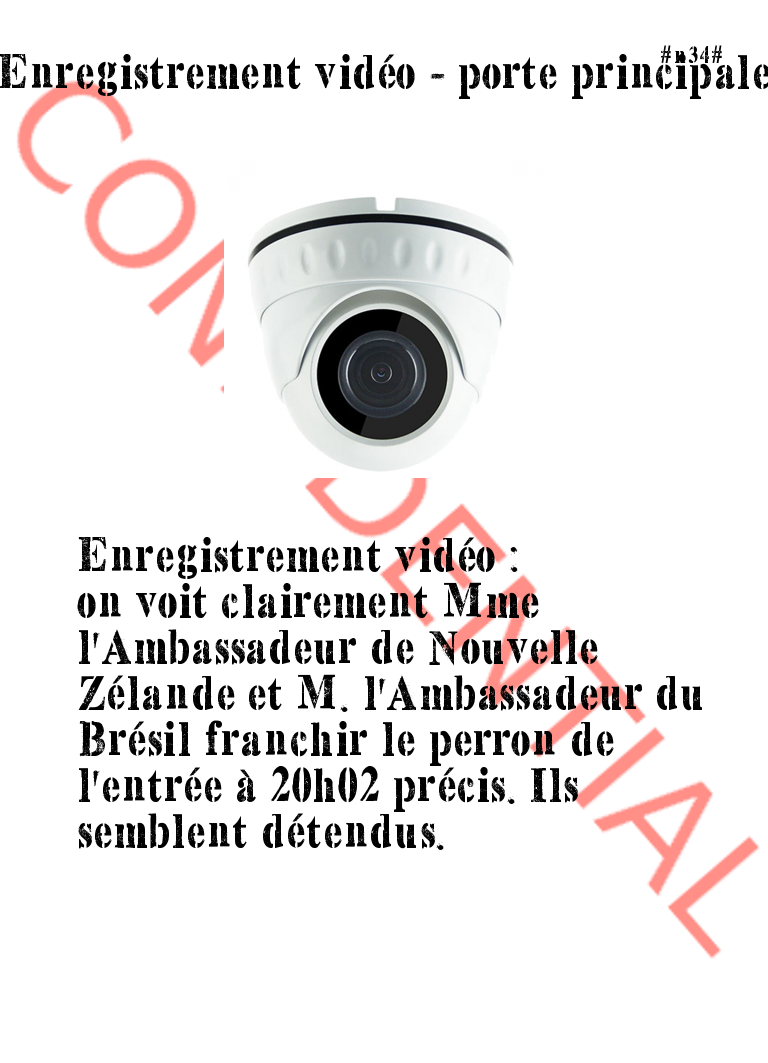 #n34#
Enregistrement vidéo - porte principale
CONFIDENTIAL
Enregistrement vidéo :
on voit clairement Mme
l'Ambassadeur de Nouvelle
Zélande et M. l'Ambassadeur du
Brésil franchir le perron de
l'entrée à 20h02 précis. Ils
semblent détendus.